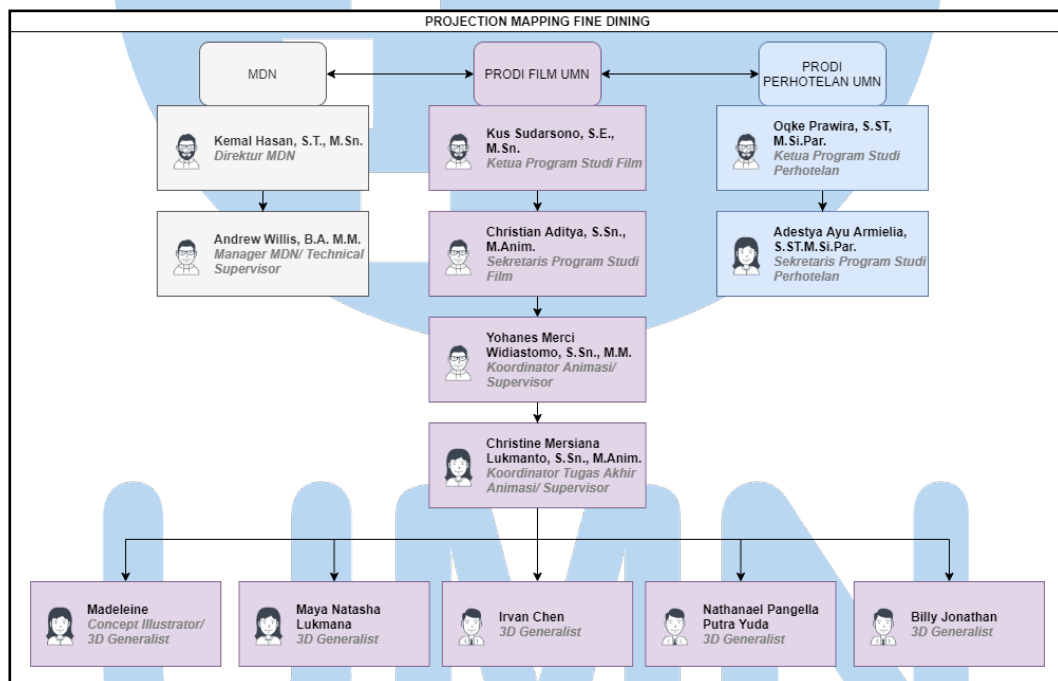 PROJECTION MAPPING FINE DINING
MDN
PRODI FILM UMN
PRODI
PERHOTELAN UMN
Kemal Hasan, S.T., M.Sn.
Direktur MDN
Kus Sudarsono, S.E.,
M.Sn.
Ketua Program Studi Film
Oqke Prawira, S.ST,
M.Si.Par.
Ketua Program Studi
Perhotelan
Andrew Willis, B.A. M.M.
Manager MDN/ Technical
Supervisor
Christian Aditya, S.Sn.,
M.Anim.
Sekretaris Program Studi
Film
Adestya Ayu Armielia,
S.ST.M.Si.Par.
Sekretaris Program Studi
Perhotelan
Yohanes Merci
Widiastomo, S.Sn., M.M.
Koordinator Animasi/
Supervisor
Christine Mersiana
Lukmanto, S.Sn., M.Anim.
Koordinator Tugas Akhir
Animasi/ Supervisor
Madeleine
Concept Illustrator/
3D Generalist
Maya Natasha
Lukmana
3D Generalist
Irvan Chen
3D Generalist
Nathanael Pangella
Putra Yuda
3D Generalist
Billy Jonathan
3D Generalist
UMN